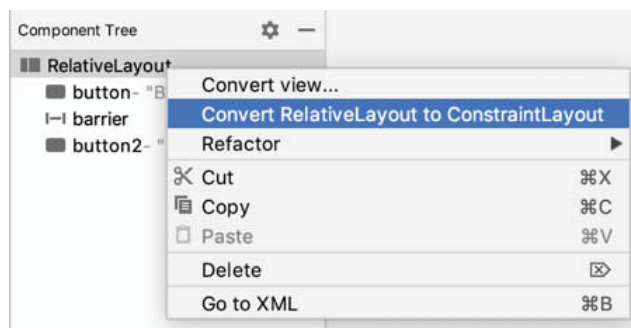 Component Tree
RelativeLayout
button- "B
barrier
button2- "
Convert view...
Convert RelativeLayout to ConstraintLayout
Refactor
Cut ⌘X
Copy ⌘C
Paste ⌘V
Delete ⌦
Go to XML ⌘B